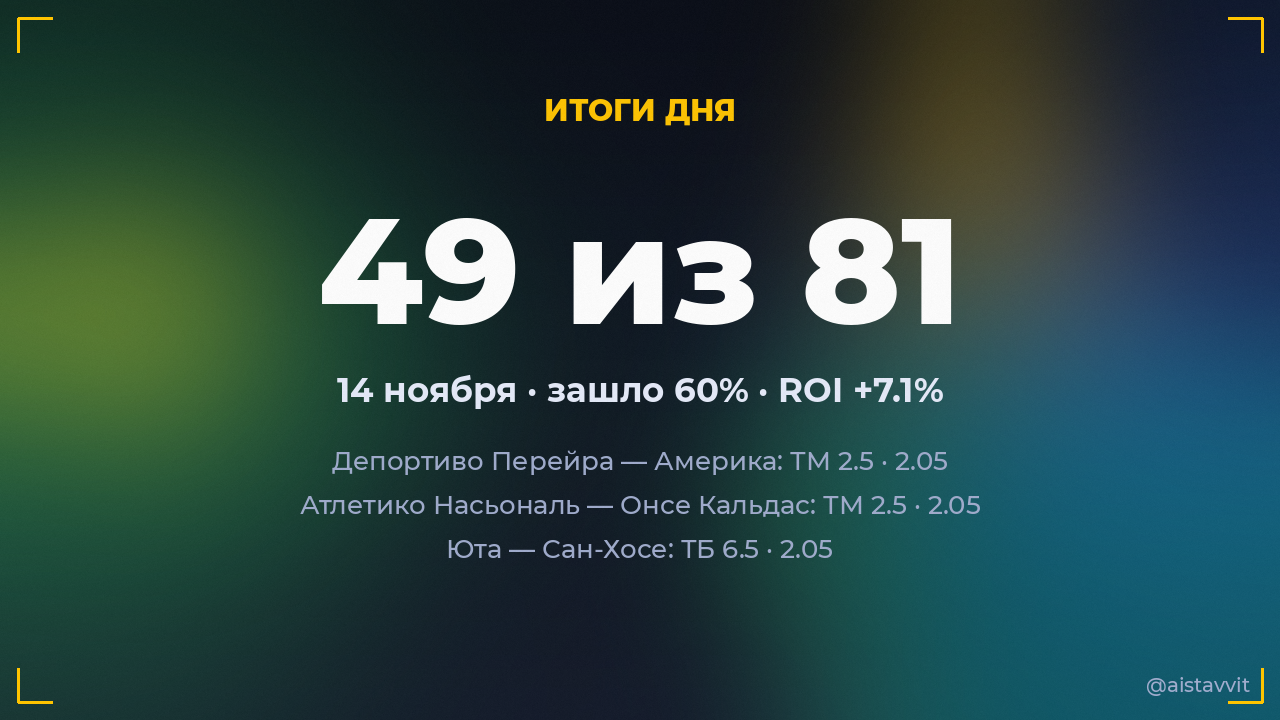 ИТОГИ ДНЯ
49 из 81
14 ноября · зашло 60% · ROI +7.1%
Депортиво Перейра — Америка: ТМ 2.5 · 2.05
Атлетико Насьональ — Онсе Кальдас: ТМ 2.5 · 2.05
Юта — Сан-Хосе: ТБ 6.5 · 2.05
@aistavvit